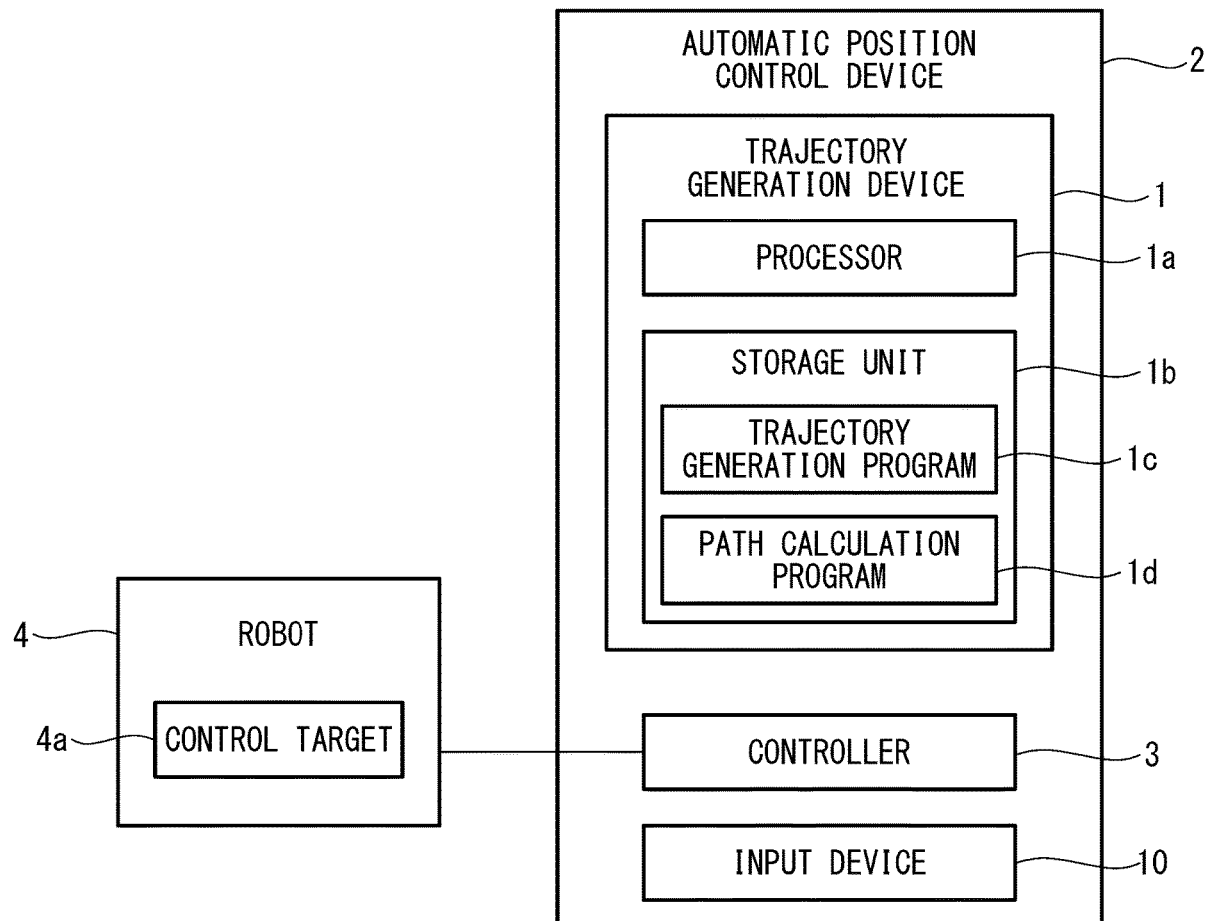 AUTOMATIC POSITION
CONTROL DEVICE
2
TRAJECTORY
GENERATION DEVICE
1
PROCESSOR
1a
STORAGE UNIT
1b
TRAJECTORY
GENERATION PROGRAM
1c
PATH CALCULATION
PROGRAM
1d
4
ROBOT
4a
CONTROL TARGET
CONTROLLER
3
INPUT DEVICE
10